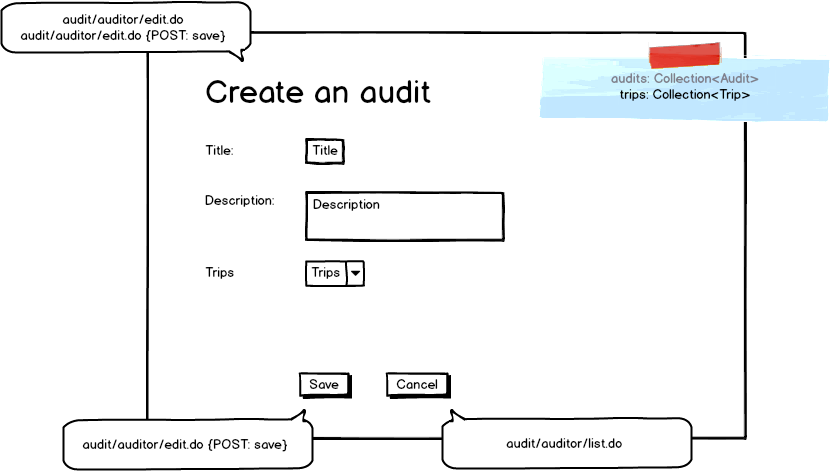 audit/auditor/edit.do
audit/auditor/edit.do {POST: save}
audits: Collection<Audit>
trips: Collection<Trip>
Create an audit
Title:
Title
Description:
Description
Trips
Trips
Save
Cancel
audit/auditor/edit.do {POST: save}
audit/auditor/list.do